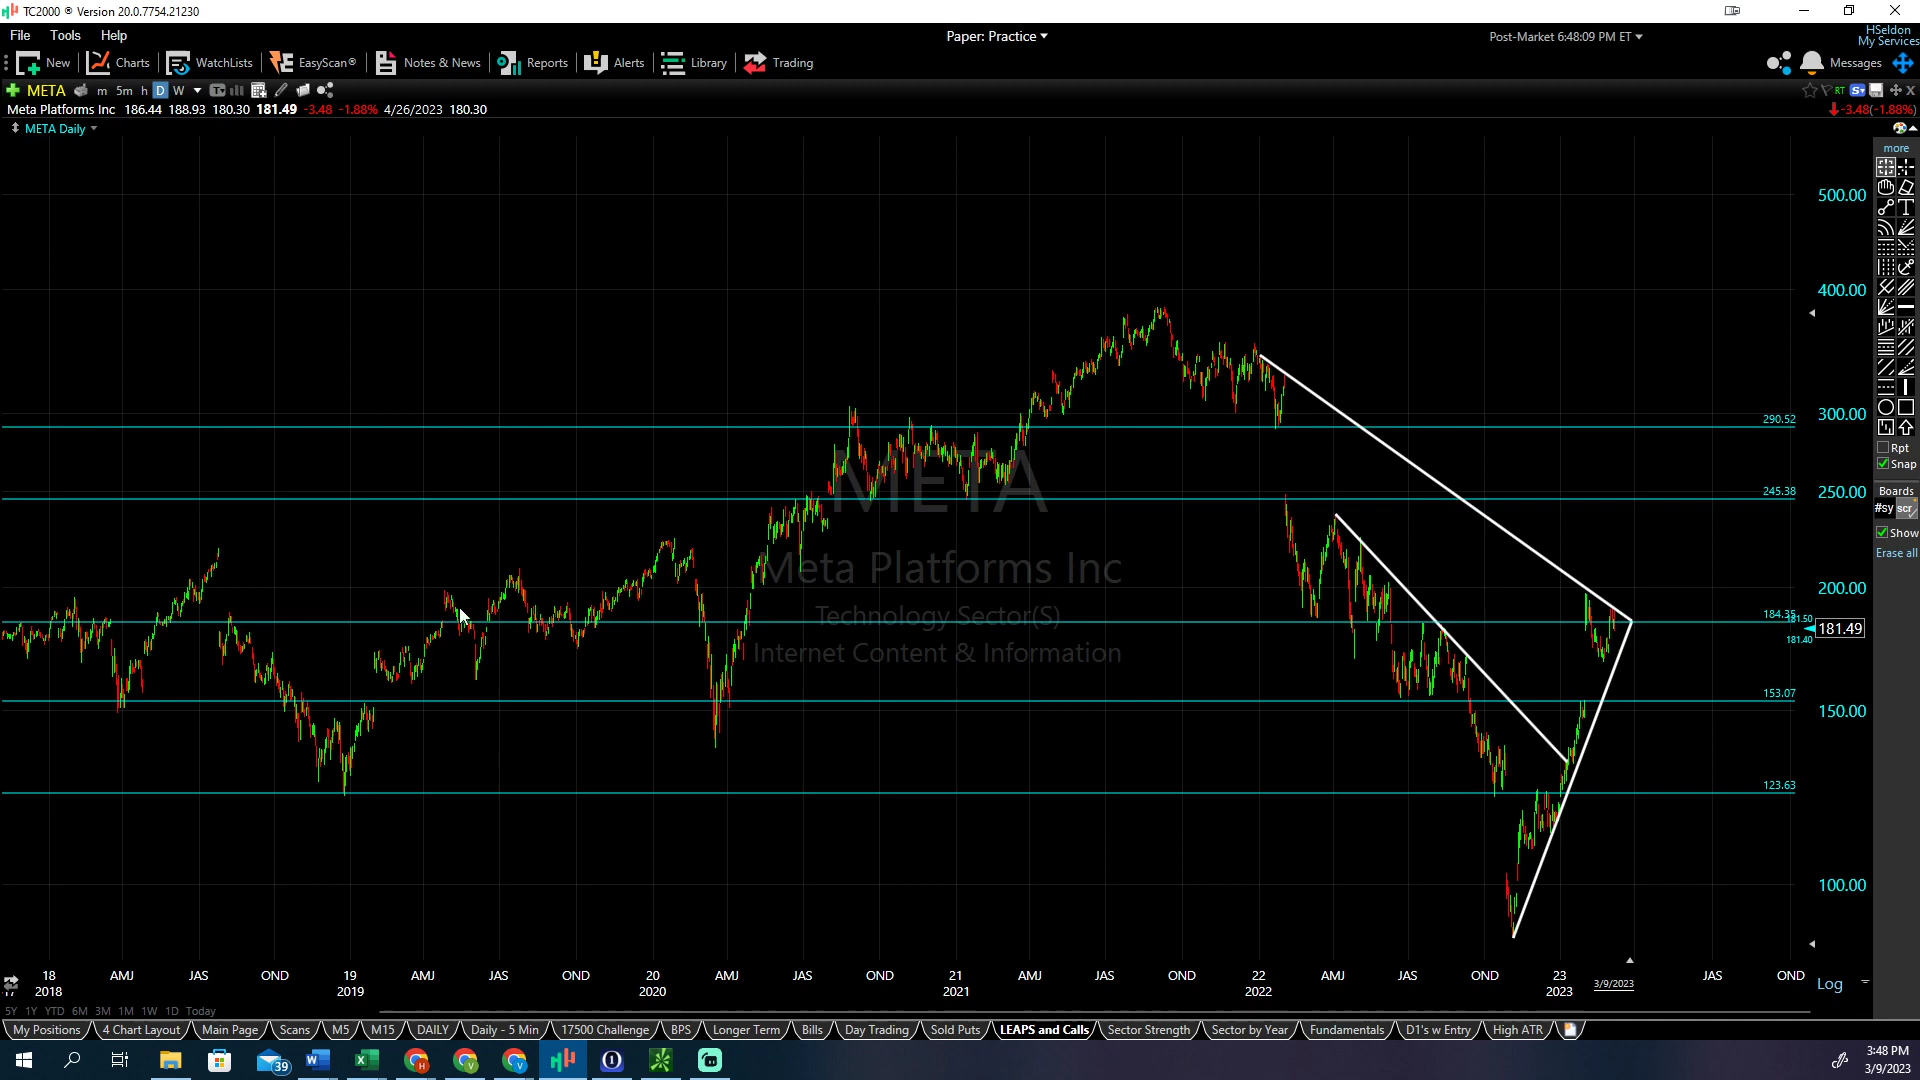 TC2000 ® Version 20.0.7754.21230
File Tools Help
Paper: Practice
Post-Market 6:48:09 PM ET
HSeldon
My Services
New Charts WatchLists EasyScan® Notes & News Reports Alerts Library Trading
Messages
META m 5m h D W
RT
Meta Platforms Inc 186.44 188.93 180.30 181.49 -3.48 -1.88% 4/26/2023 180.30
-3.48(-1.88%)
META Daily
more
500.00
400.00
290.52
300.00
Rpt
Snap
META
245.38
250.00
Boards
#sy scr
Show
Erase all
Meta Platforms Inc
200.00
Technology Sector(S)
184.35
181.50
181.49
181.40
Internet Content & Information
153.07
150.00
123.63
100.00
18 AMJ JAS OND 19 AMJ JAS OND 20 AMJ JAS OND 21 AMJ JAS OND 22 AMJ JAS OND 23 JAS OND
2018 2019 2020 2021 2022 2023 3/9/2023
Log
5Y 1Y YTD 6M 3M 1M 1W 1D Today
My Positions 4 Chart Layout Main Page Scans M5 M15 DAILY Daily - 5 Min 17500 Challenge BPS Longer Term Bills Day Trading Sold Puts LEAPS and Calls Sector Strength Sector by Year Fundamentals D1's w Entry High ATR
39
3:48 PM
3/9/2023